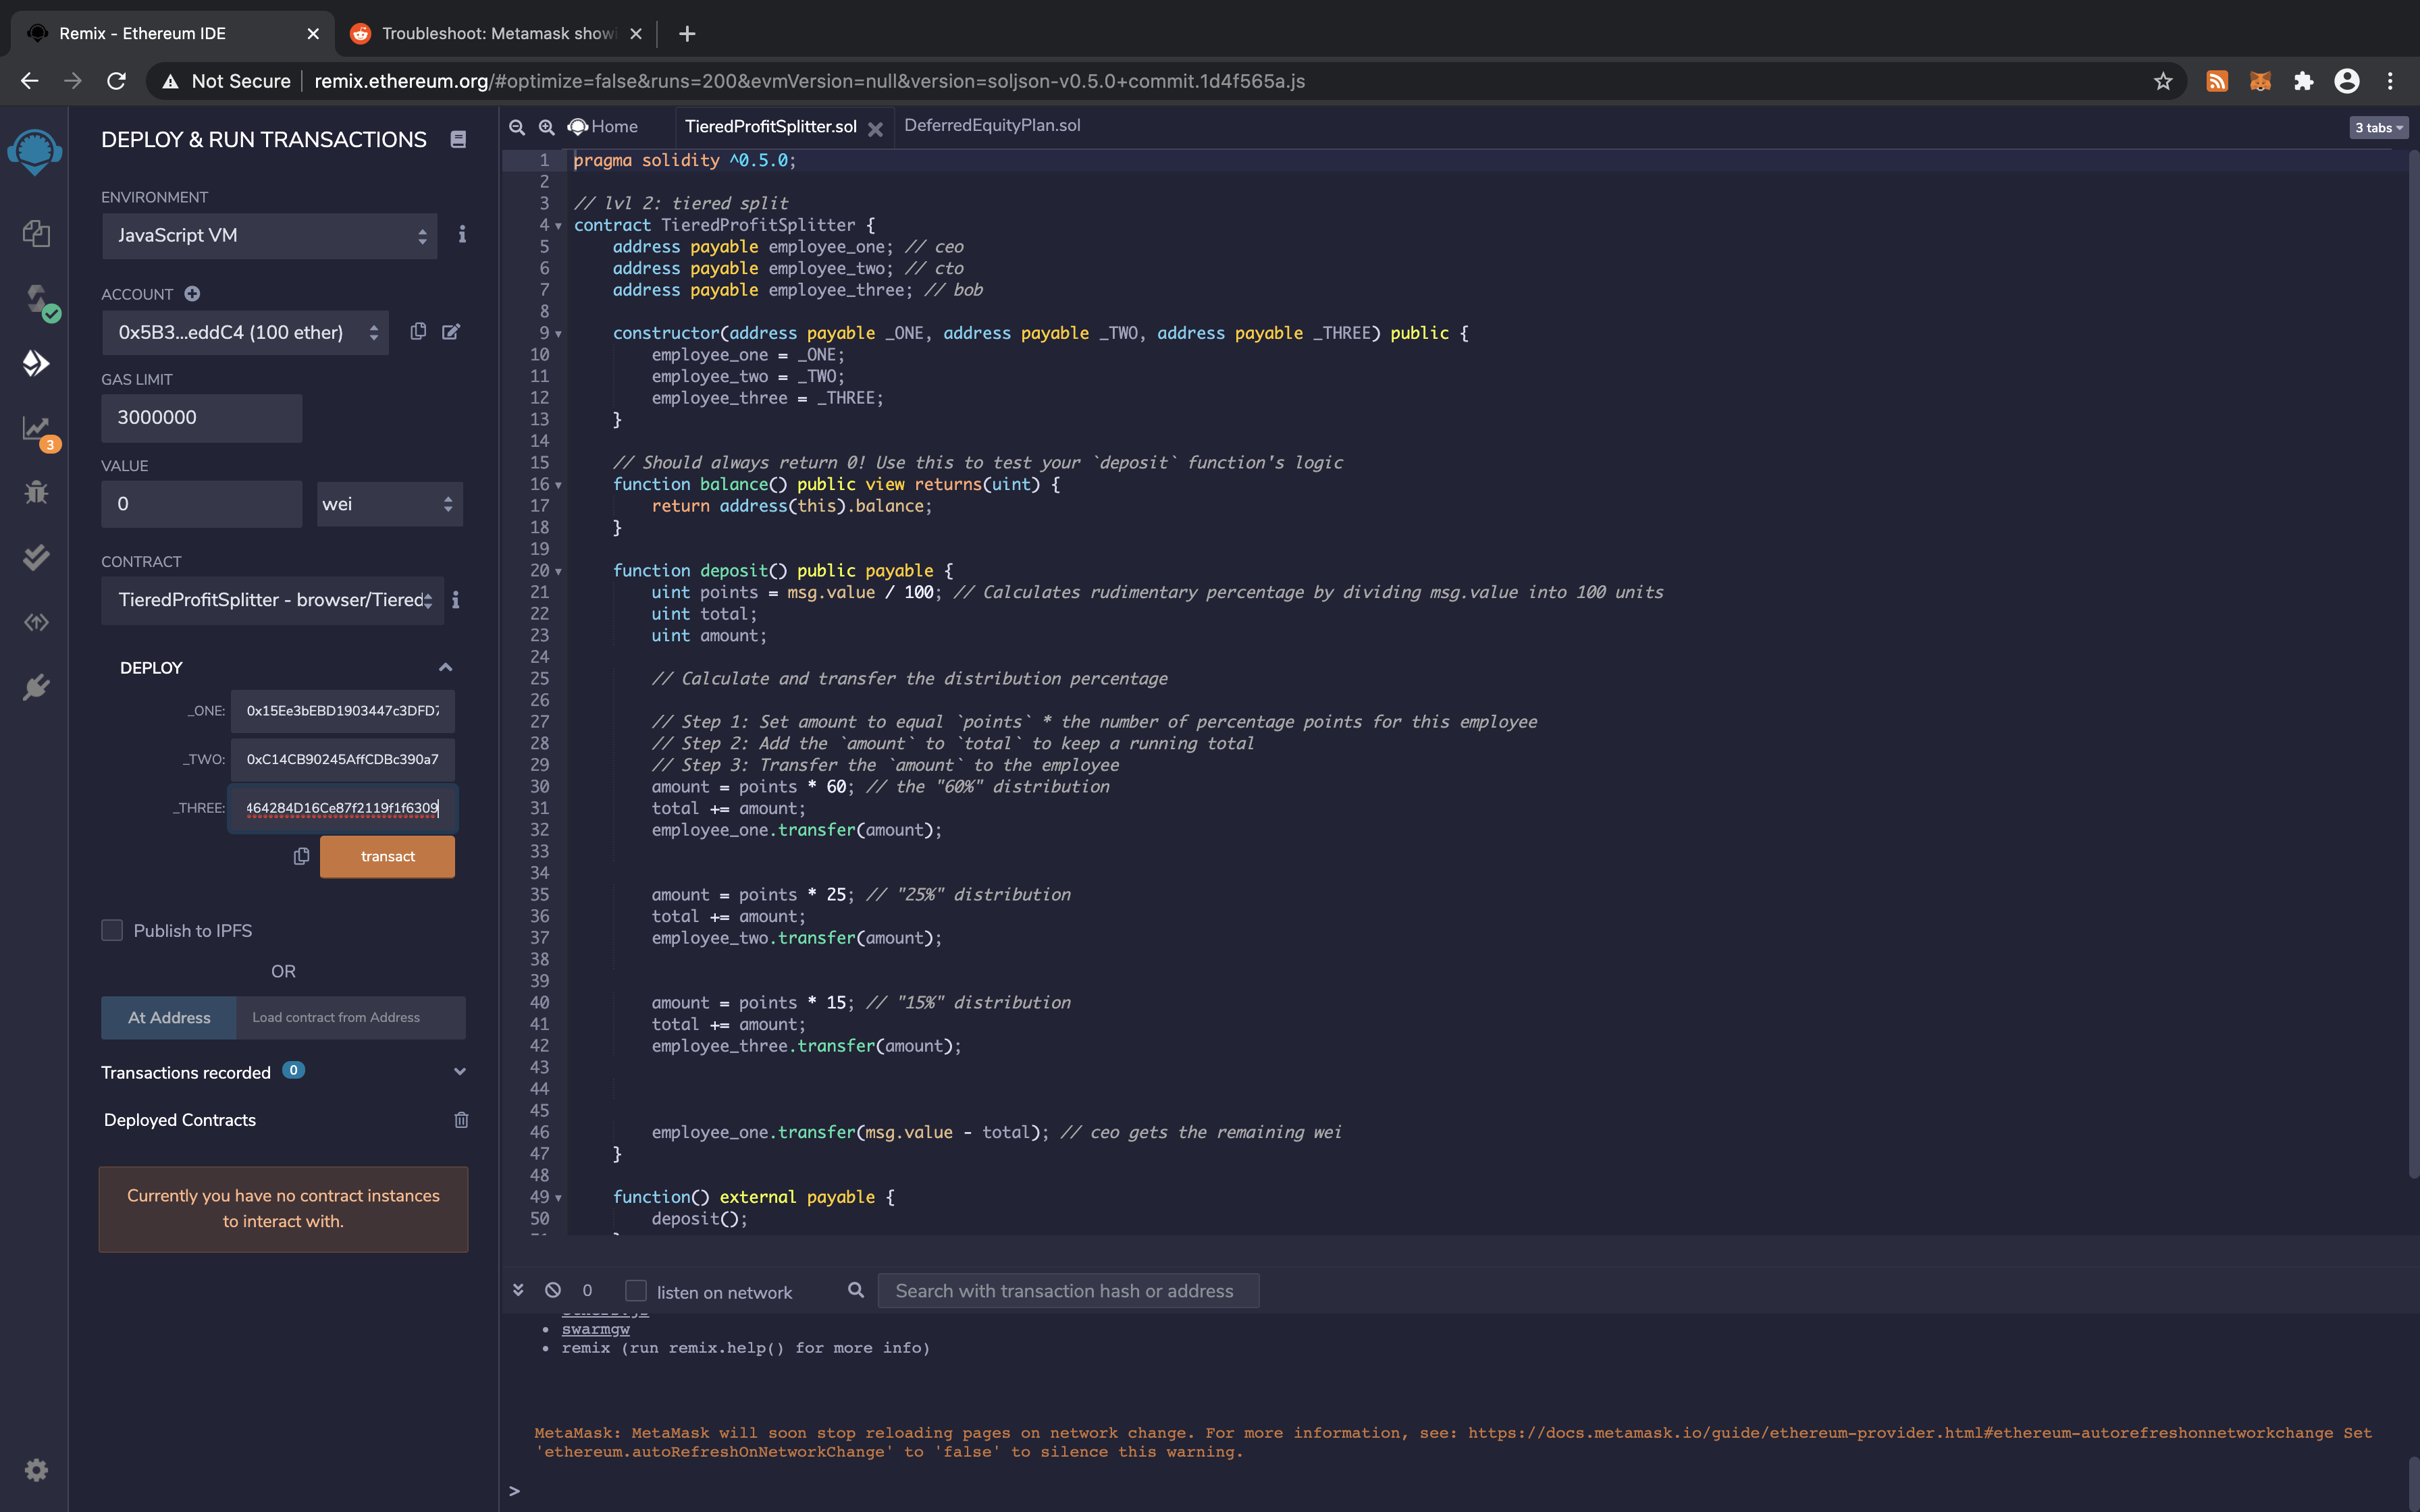 Remix - Ethereum IDE
Troubleshoot: Metamask show
Not Secure
remix.ethereum.org/#optimize=false&runs=200&evmVersion=null&version=soljson-v0.5.0+commit.1d4f565a.js
DEPLOY & RUN TRANSACTIONS
ENVIRONMENT
JavaScript VM
ACCOUNT
0x5B3...eddC4 (100 ether)
GAS LIMIT
3000000
VALUE
0
wei
CONTRACT
TieredProfitSplitter - browser/Tiered
DEPLOY
_ONE:
0x15Ee3bEBD1903447c3DFD7
_TWO:
0xC14CB90245AffCDBc390a7
_THREE:
464284D16Ce87f2119f1f6309
transact
Publish to IPFS
OR
At Address
Load contract from Address
Transactions recorded 0
Deployed Contracts
Currently you have no contract instances
to interact with.
3
Home
TieredProfitSplitter.sol
DeferredEquityPlan.sol
3 tabs
1 pragma solidity ^0.5.0;
2
3 // lvl 2: tiered split
4 contract TieredProfitSplitter {
5 address payable employee_one; // ceo
6 address payable employee_two; // cto
7 address payable employee_three; // bob
8
9 constructor(address payable _ONE, address payable _TWO, address payable _THREE) public {
10 employee_one = _ONE;
11 employee_two = _TWO;
12 employee_three = _THREE;
13 }
14
15 // Should always return 0! Use this to test your `deposit` function's logic
16 function balance() public view returns(uint) {
17 return address(this).balance;
18 }
19
20 function deposit() public payable {
21 uint points = msg.value / 100; // Calculates rudimentary percentage by dividing msg.value into 100 units
22 uint total;
23 uint amount;
24
25 // Calculate and transfer the distribution percentage
26
27 // Step 1: Set amount to equal `points` * the number of percentage points for this employee
28 // Step 2: Add the `amount` to `total` to keep a running total
29 // Step 3: Transfer the `amount` to the employee
30 amount = points * 60; // the "60%" distribution
31 total += amount;
32 employee_one.transfer(amount);
33
34
35 amount = points * 25; // "25%" distribution
36 total += amount;
37 employee_two.transfer(amount);
38
39
40 amount = points * 15; // "15%" distribution
41 total += amount;
42 employee_three.transfer(amount);
43
44
45
46 employee_one.transfer(msg.value - total); // ceo gets the remaining wei
47 }
48
49 function() external payable {
50 deposit();
0
listen on network
Search with transaction hash or address
swarmgw
remix (run remix.help() for more info)
MetaMask: MetaMask will soon stop reloading pages on network change. For more information, see: https://docs.metamask.io/guide/ethereum-provider.html#ethereum-autorefreshonnetworkchange Set
'ethereum.autoRefreshOnNetworkChange' to 'false' to silence this warning.
>